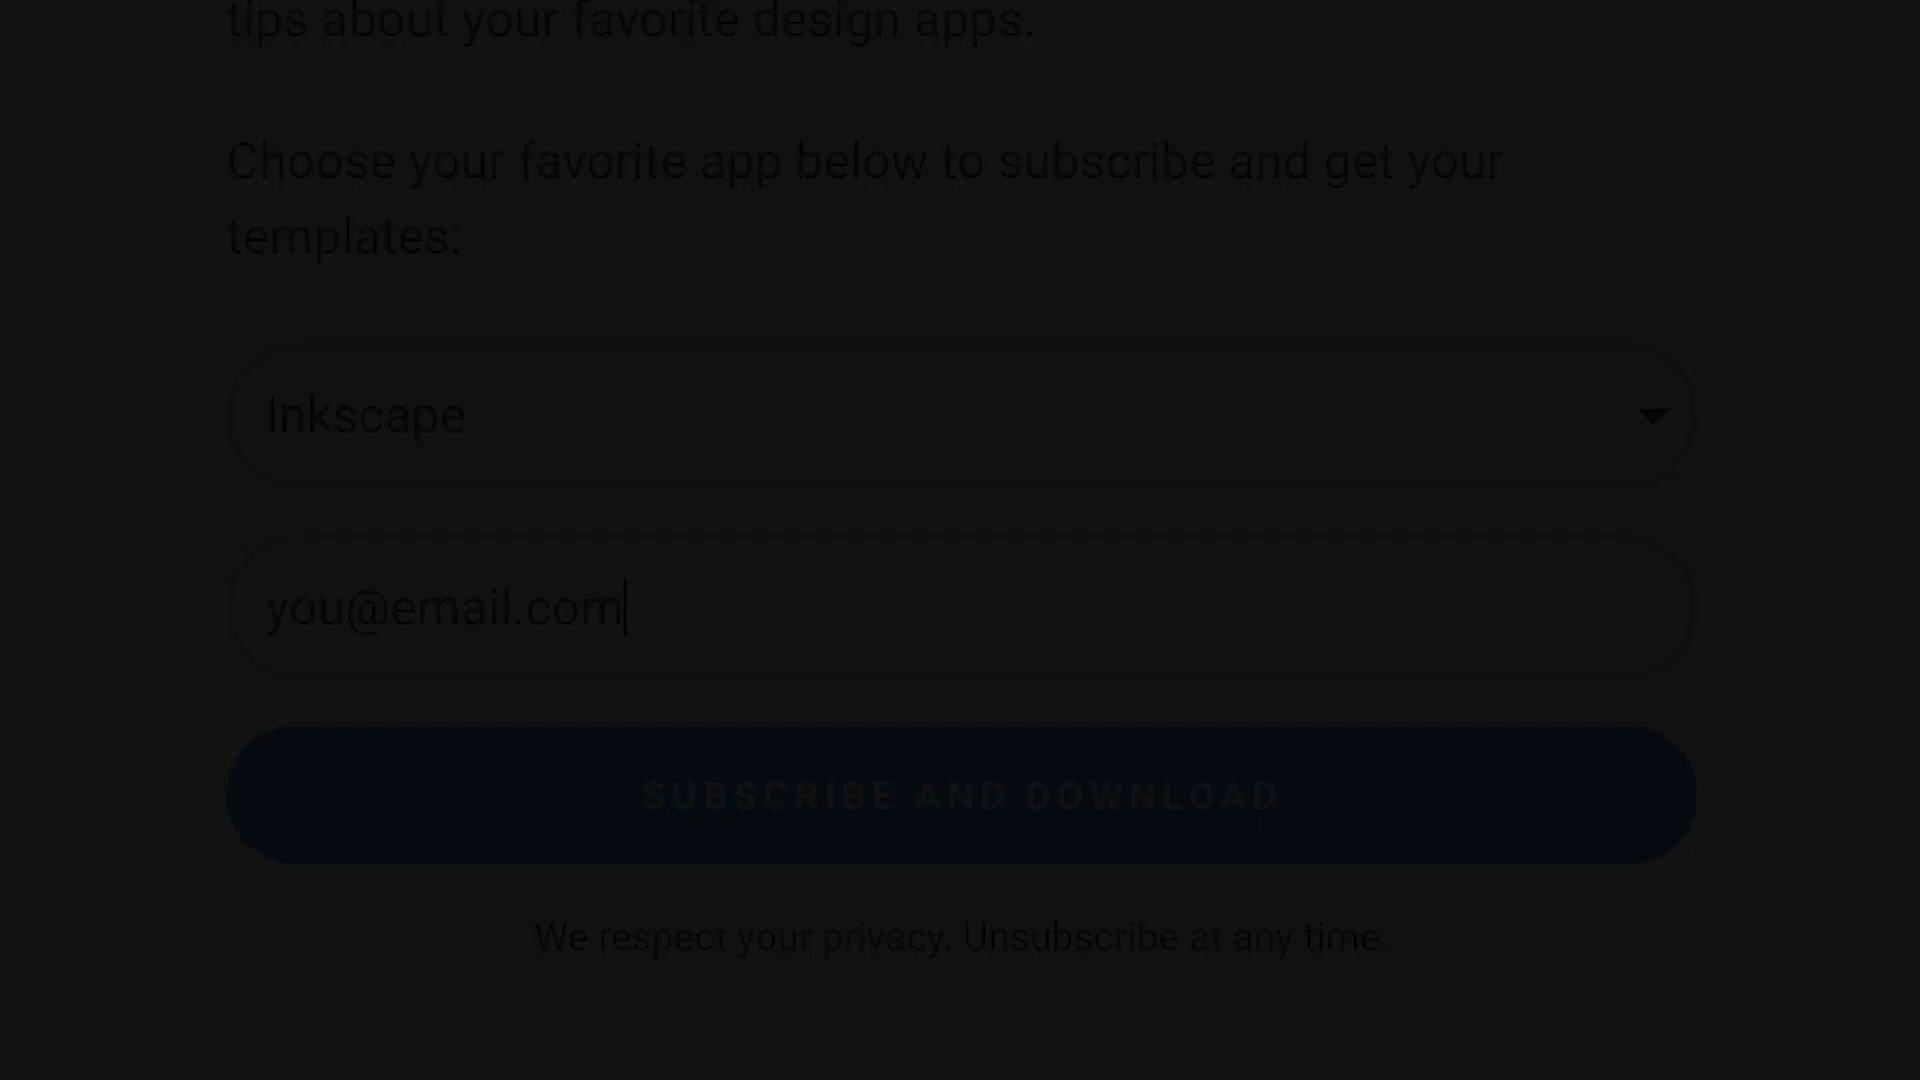 tips about your favorite design apps.
Choose your favorite app below to subscribe and get your
templates:
Inkscape
you@email.com
SUBSCRIBE AND DOWNLOAD
We respect your privacy. Unsubscribe at any time.